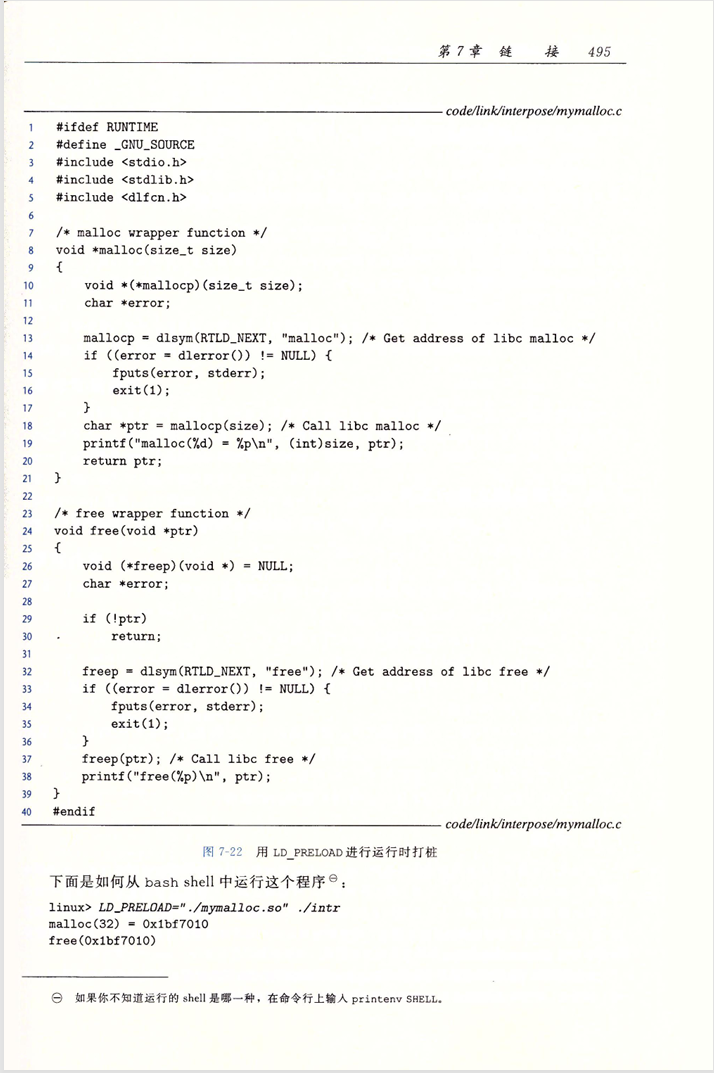 第7章 链 接 495
code/link/interpose/mymalloc.c
1 #ifdef RUNTIME
2 #define _GNU_SOURCE
3 #include <stdio.h>
4 #include <stdlib.h>
5 #include <dlfcn.h>
6
7 /* malloc wrapper function */
8 void *malloc(size_t size)
9 {
10     void *(*mallocp)(size_t size);
11     char *error;
12
13     mallocp = dlsym(RTLD_NEXT, "malloc"); /* Get address of libc malloc */
14     if ((error = dlerror()) != NULL) {
15         fputs(error, stderr);
16         exit(1);
17     }
18     char *ptr = mallocp(size); /* Call libc malloc */
19     printf("malloc(%d) = %p\n", (int)size, ptr);
20     return ptr;
21 }
22
23 /* free wrapper function */
24 void free(void *ptr)
25 {
26     void (*freep)(void *) = NULL;
27     char *error;
28
29     if (!ptr)
30         return;
31
32     freep = dlsym(RTLD_NEXT, "free"); /* Get address of libc free */
33     if ((error = dlerror()) != NULL) {
34         fputs(error, stderr);
35         exit(1);
36     }
37     freep(ptr); /* Call libc free */
38     printf("free(%p)\n", ptr);
39 }
40 #endif
code/link/interpose/mymalloc.c
图 7-22 用 LD_PRELOAD 进行运行时打桩
下面是如何从 bash shell 中运行这个程序㊀：
linux> LD_PRELOAD="./mymalloc.so" ./intr
malloc(32) = 0x1bf7010
free(0x1bf7010)
㊀ 如果你不知道运行的 shell 是哪一种，在命令行上输入 printenv SHELL。